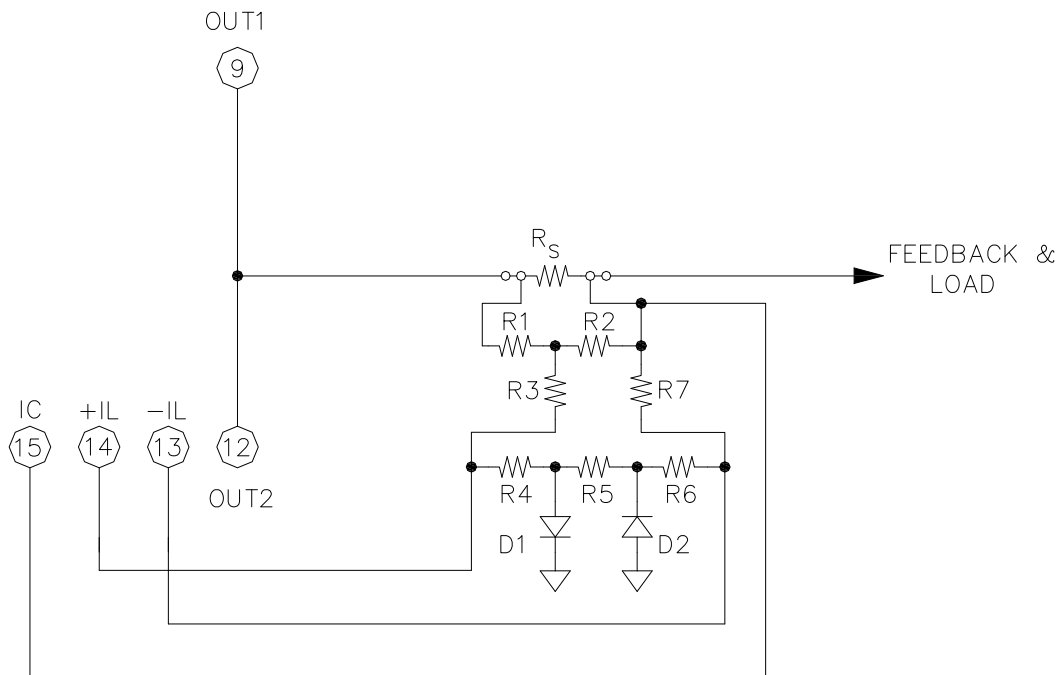 OUT1
9
R_S
FEEDBACK &
LOAD
R1 R2
R3 R7
IC +IL -IL
15 14 13 12
OUT2
R4 R5 R6
D1 D2